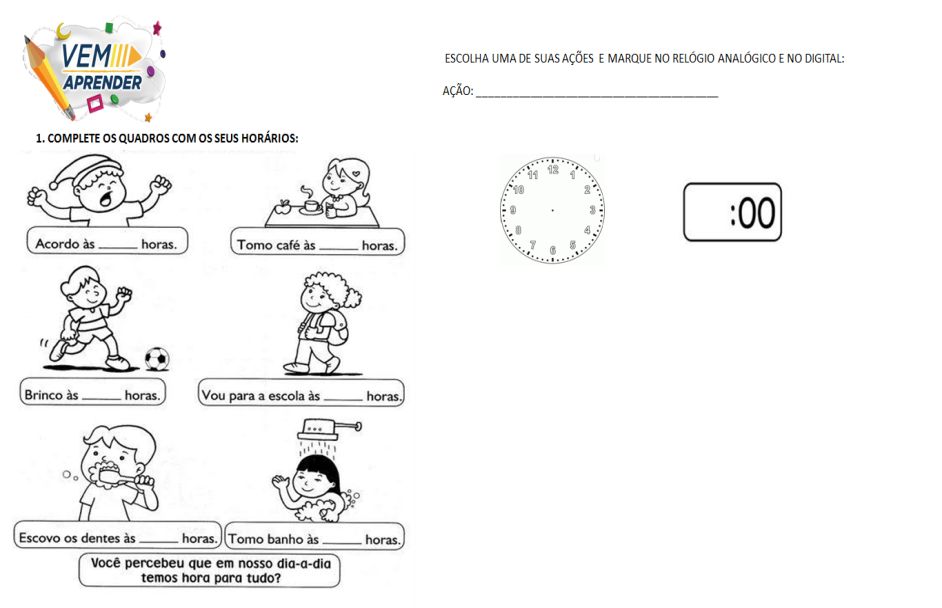 VEM
APRENDER
1. COMPLETE OS QUADROS COM OS SEUS HORÁRIOS:
Acordo às ______ horas.
Tomo café às ______ horas.
Brinco às ______ horas.
Vou para a escola às ______ horas.
Escovo os dentes às ______ horas.
Tomo banho às ______ horas.
Você percebeu que em nosso dia-a-dia
temos hora para tudo?
ESCOLHA UMA DE SUAS AÇÕES E MARQUE NO RELÓGIO ANALÓGICO E NO DIGITAL:
AÇÃO: ________________________________________
12
1
2
3
4
5
6
7
8
9
10
11
:00